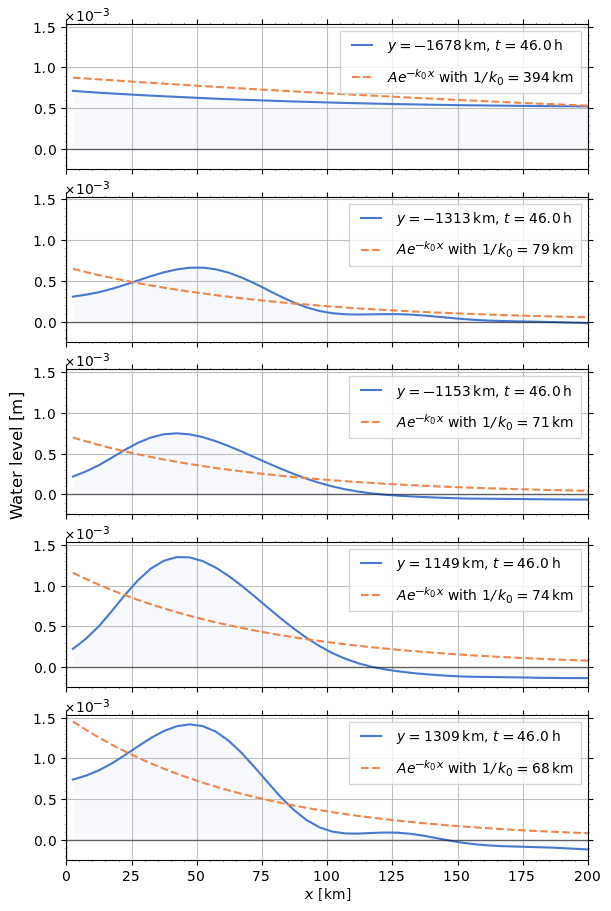 ×10⁻³
1.5
1.0
0.5
0.0
y = −1678 km, t = 46.0 h
Ae^{−k₀x} with 1/k₀ = 394 km
×10⁻³
1.5
1.0
0.5
0.0
y = −1313 km, t = 46.0 h
Ae^{−k₀x} with 1/k₀ = 79 km
×10⁻³
1.5
1.0
0.5
0.0
y = −1153 km, t = 46.0 h
Ae^{−k₀x} with 1/k₀ = 71 km
Water level [m]
×10⁻³
1.5
1.0
0.5
0.0
y = 1149 km, t = 46.0 h
Ae^{−k₀x} with 1/k₀ = 74 km
×10⁻³
1.5
1.0
0.5
0.0
y = 1309 km, t = 46.0 h
Ae^{−k₀x} with 1/k₀ = 68 km
0 25 50 75 100 125 150 175 200
x [km]